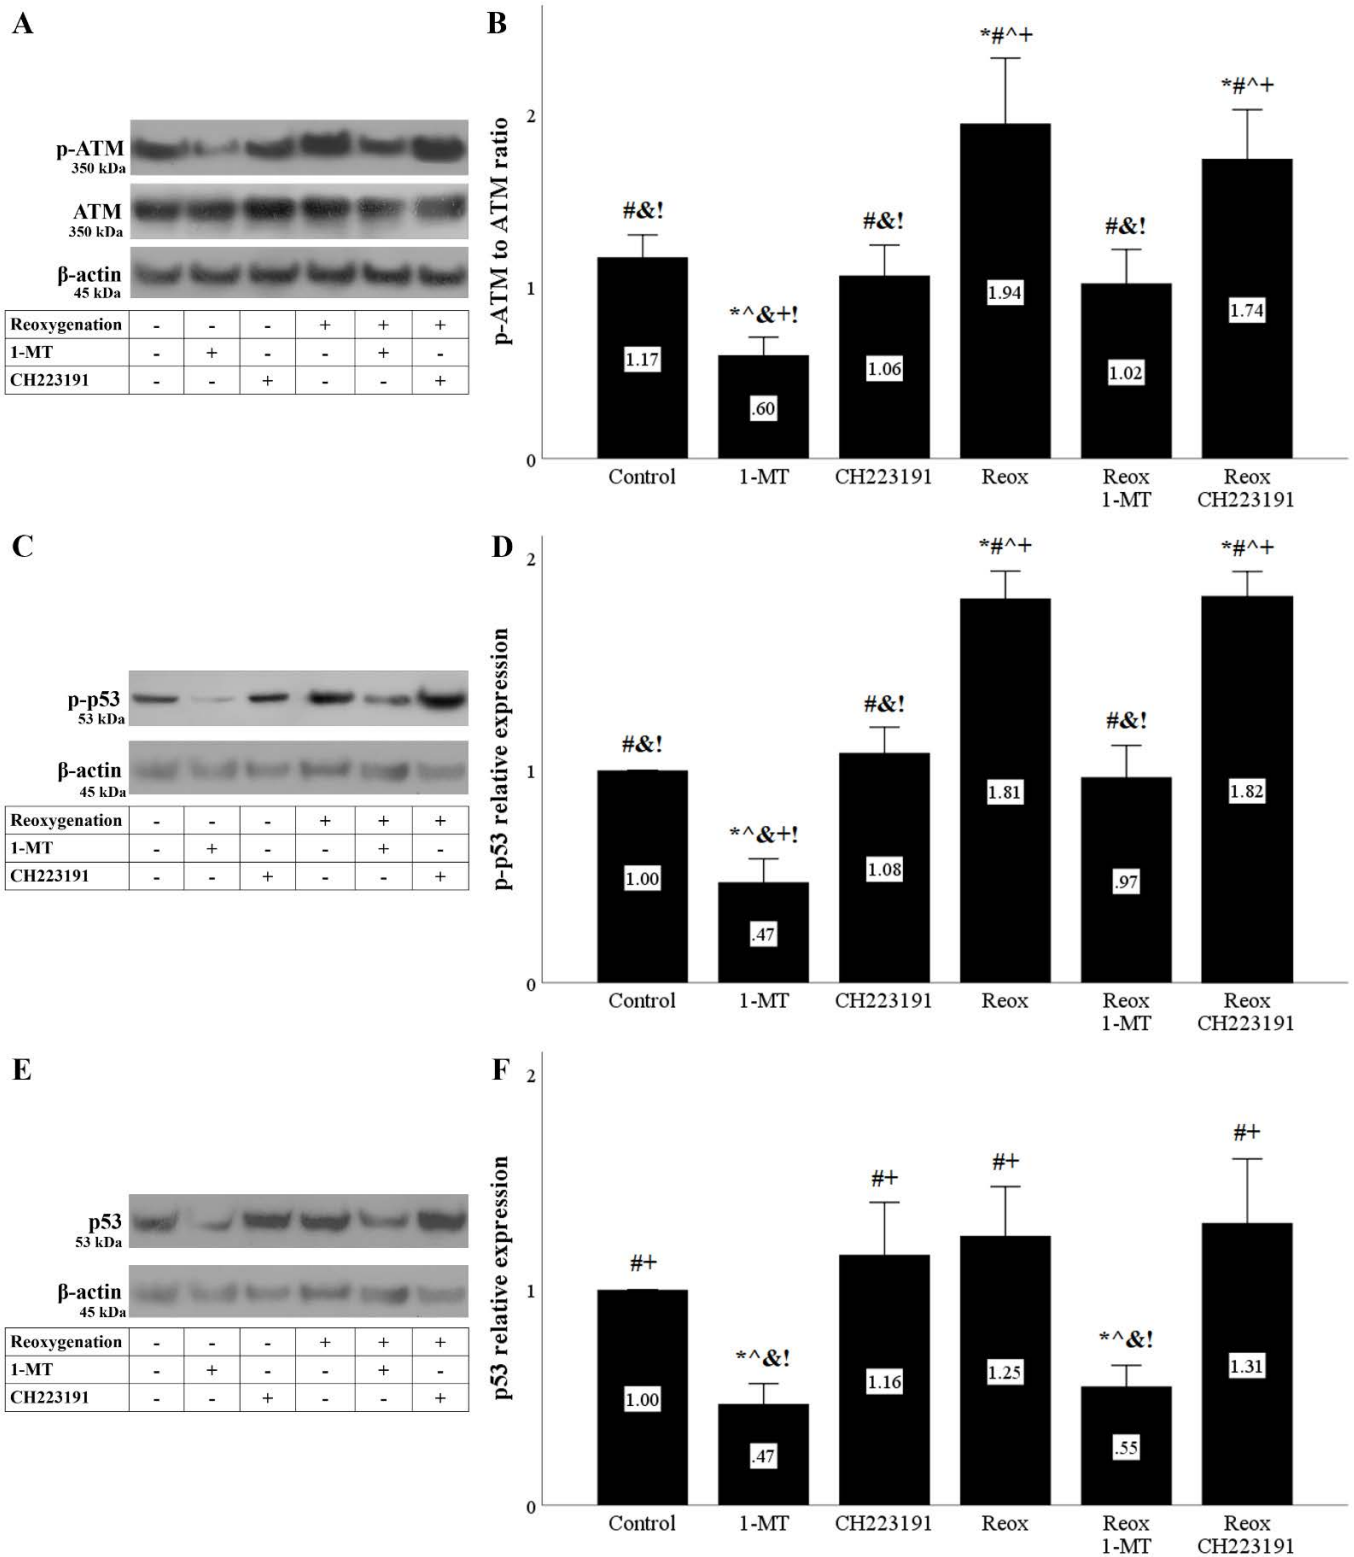 A
p-ATM
350 kDa
ATM
350 kDa
β-actin
45 kDa
Reoxygenation - - - + + +
1-MT - + - - + -
CH223191 - - + - - +
B
p-ATM to ATM ratio
2
1
0
#&!
*^&+!
#&!
*#^+
#&!
*#^+
1.17
.60
1.06
1.94
1.02
1.74
Control 1-MT CH223191 Reox Reox Reox
1-MT CH223191
C
p-p53
53 kDa
β-actin
45 kDa
Reoxygenation - - - + + +
1-MT - + - - + -
CH223191 - - + - - +
D
p-p53 relative expression
2
1
0
#&!
*^&+!
#&!
*#^+
#&!
*#^+
1.00
.47
1.08
1.81
.97
1.82
Control 1-MT CH223191 Reox Reox Reox
1-MT CH223191
E
p53
53 kDa
β-actin
45 kDa
Reoxygenation - - - + + +
1-MT - + - - + -
CH223191 - - + - - +
F
p53 relative expression
2
1
0
#+
*^&!
#+
#+
*^&!
#+
1.00
.47
1.16
1.25
.55
1.31
Control 1-MT CH223191 Reox Reox Reox
1-MT CH223191